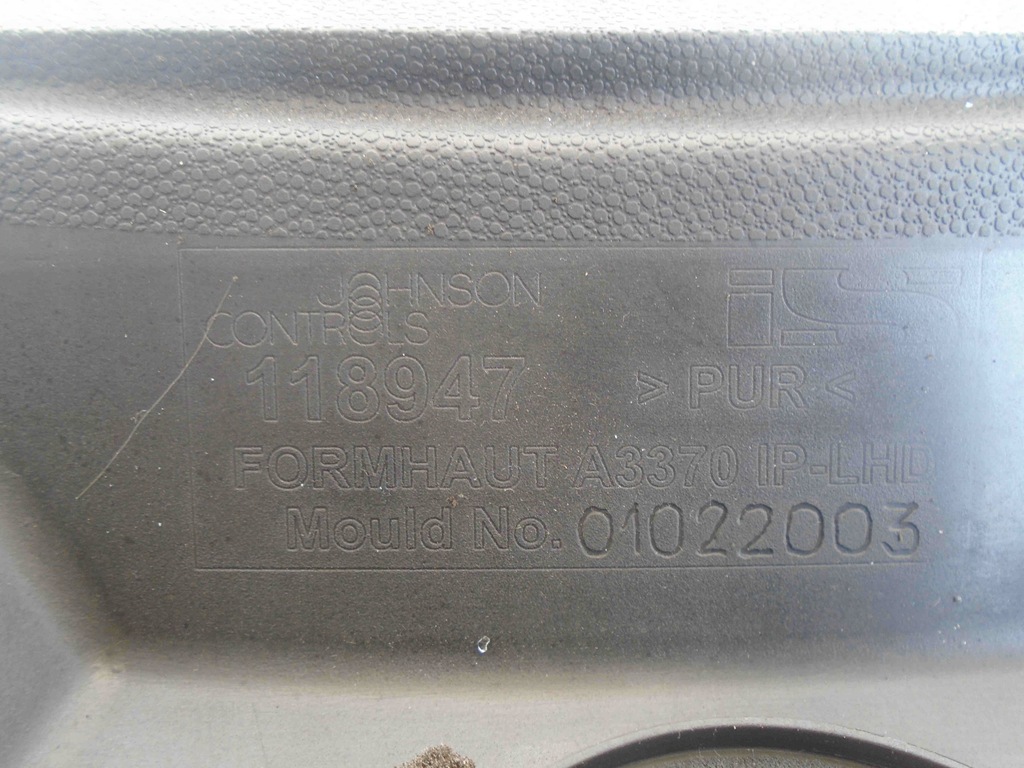 JOHNSON
CONTROLS
iS
118947
> PUR <
FORMHAUT A3370 IP-LHD
Mould No. 01022003